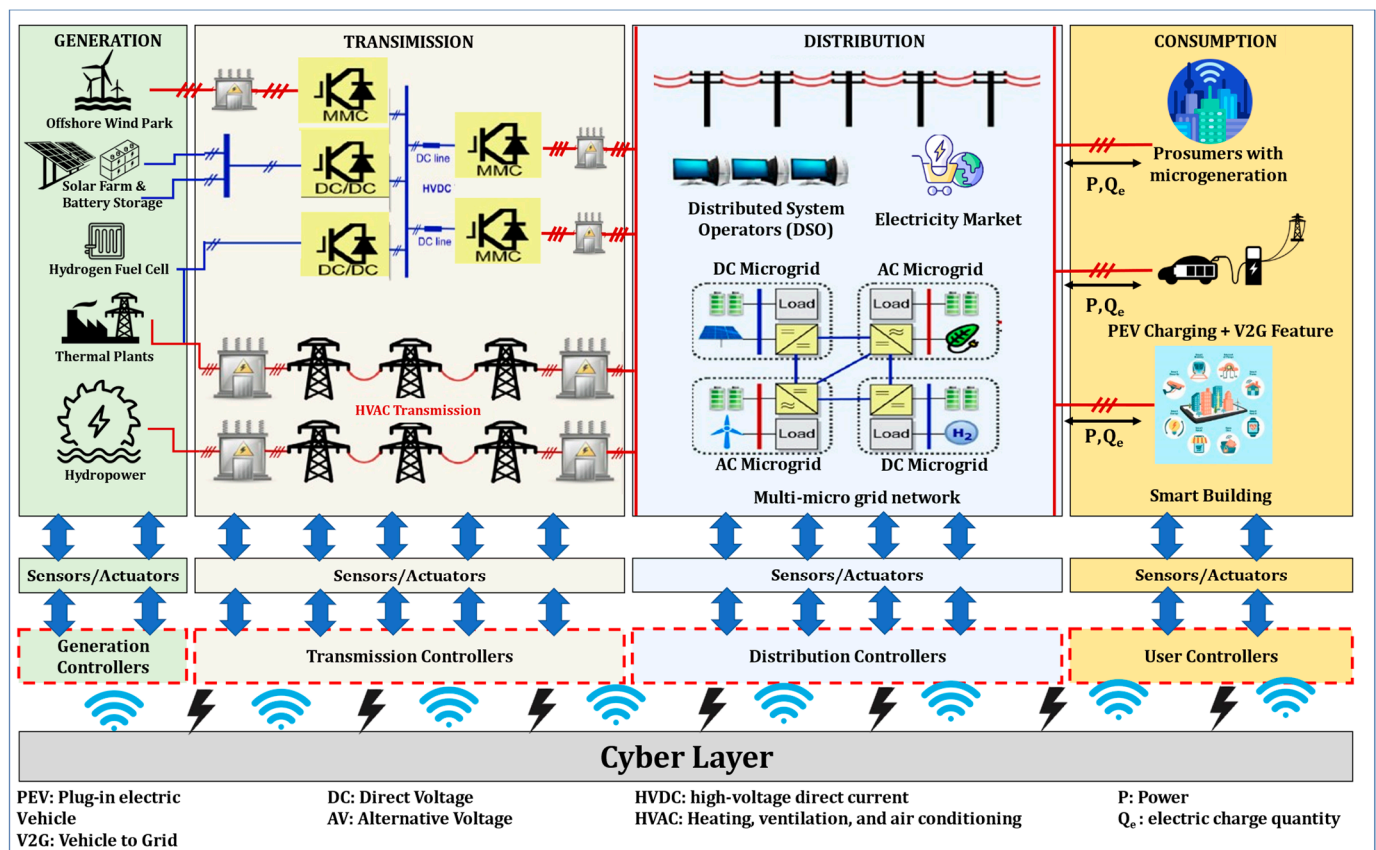 GENERATION
Offshore Wind Park
Solar Farm &
Battery Storage
Hydrogen Fuel Cell
Thermal Plants
Hydropower
TRANSIMISSION
MMC
DC/DC
DC/DC
DC line
HVDC
DC line
MMC
MMC
HVAC Transmission
DISTRIBUTION
Distributed System
Operators (DSO)
Electricity Market
DC Microgrid
AC Microgrid
Load
Load
Load
Load
H₂
AC Microgrid
DC Microgrid
Multi-micro grid network
CONSUMPTION
Prosumers with
microgeneration
P,Qₑ
P,Qₑ
PEV Charging + V2G Feature
P,Qₑ
Smart Building
Sensors/Actuators
Sensors/Actuators
Sensors/Actuators
Sensors/Actuators
Generation
Controllers
Transmission Controllers
Distribution Controllers
User Controllers
Cyber Layer
PEV: Plug-in electric
Vehicle
V2G: Vehicle to Grid
DC: Direct Voltage
AV: Alternative Voltage
HVDC: high-voltage direct current
HVAC: Heating, ventilation, and air conditioning
P: Power
Qₑ : electric charge quantity